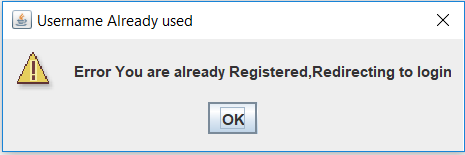 Username Already used
Error You are already Registered,Redirecting to login
OK